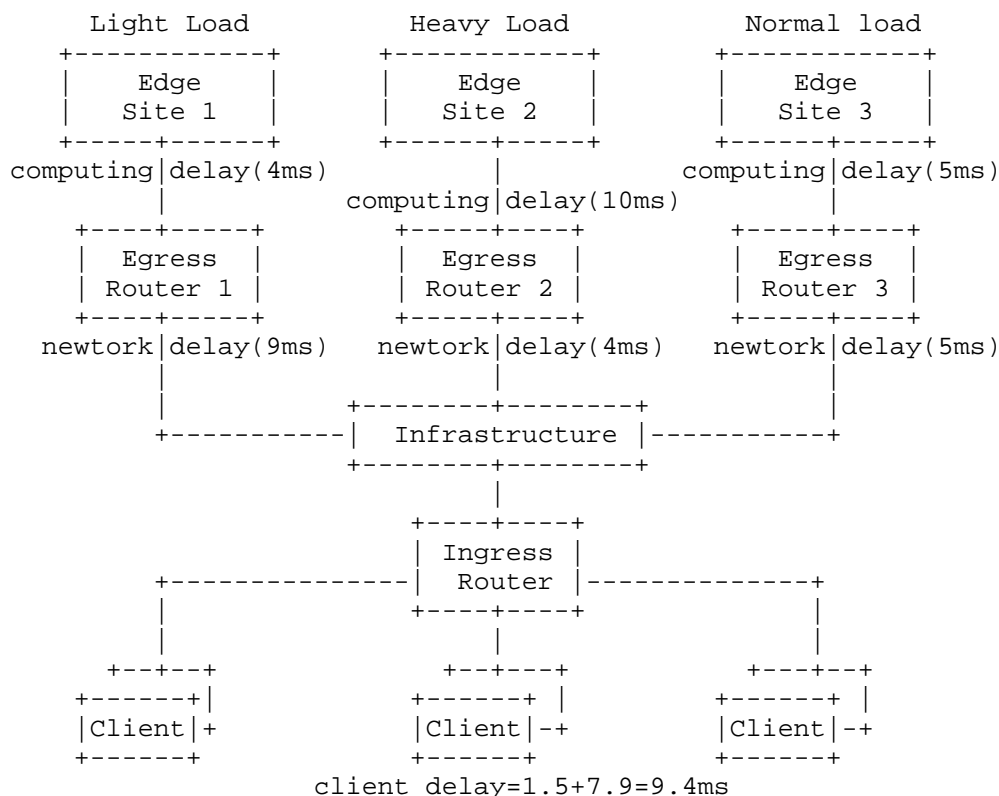 Light Load Heavy Load Normal load
Edge Edge Edge
Site 1 Site 2 Site 3
computing delay(4ms) computing delay(5ms)
computing delay(10ms)
Egress Egress Egress
Router 1 Router 2 Router 3
newtork delay(9ms) newtork delay(4ms) newtork delay(5ms)
Infrastructure
Ingress
Router
Client Client Client
client delay=1.5+7.9=9.4ms